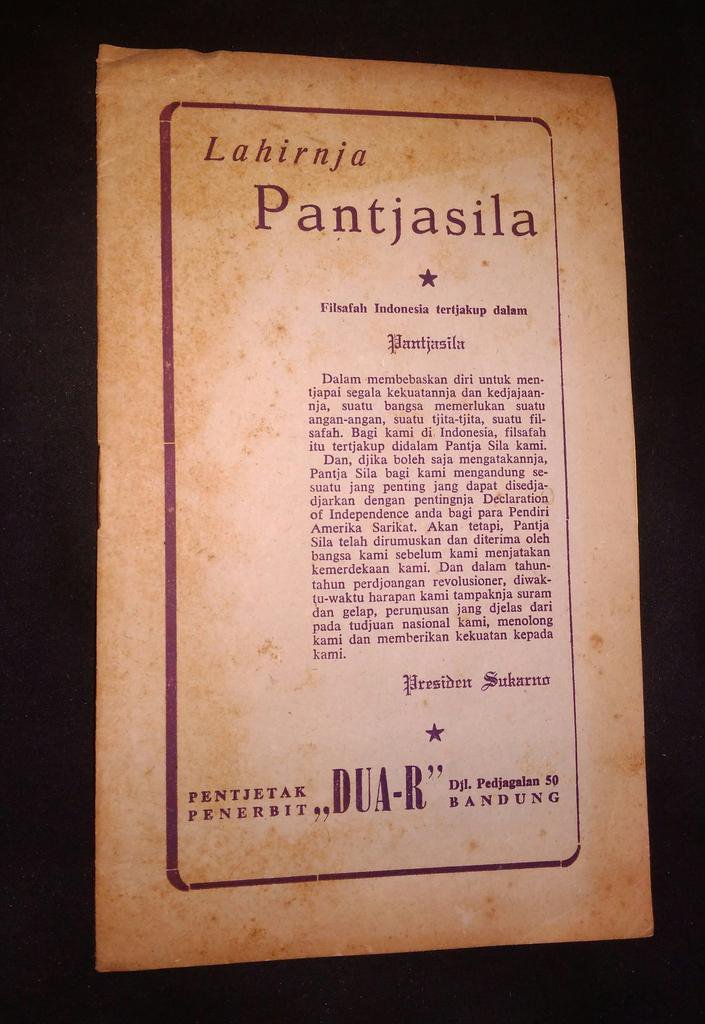 Lahirnja
Pantjasila
Filsafah Indonesia tertjakup dalam
Pantjasila
Dalam membebaskan diri untuk men-
tjapai segala kekuatannja dan kedjajaan-
nja, suatu bangsa memerlukan suatu
angan-angan, suatu tjita-tjita, suatu fil-
safah. Bagi kami di Indonesia, filsafah
itu tertjakup didalam Pantja Sila kami.
Dan, djika boleh saja mengatakannja,
Pantja Sila bagi kami mengandung se-
suatu jang penting jang dapat disedja-
djarkan dengan pentingnja Declaration
of Independence anda bagi para Pendiri
Amerika Sarikat. Akan tetapi, Pantja
Sila telah dirumuskan dan diterima oleh
bangsa kami sebelum kami menjatakan
kemerdekaan kami. Dan dalam tahun-
tahun perdjoangan revolusioner, diwak-
tu-waktu harapan kami tampaknja suram
dan gelap, perumusan jang djelas dari
pada tudjuan nasional kami, menolong
kami dan memberikan kekuatan kepada
kami.
Presiden Sukarno
PENTJETAK
PENERBIT „DUA-R” Djl. Pedjagalan 50
BANDUNG